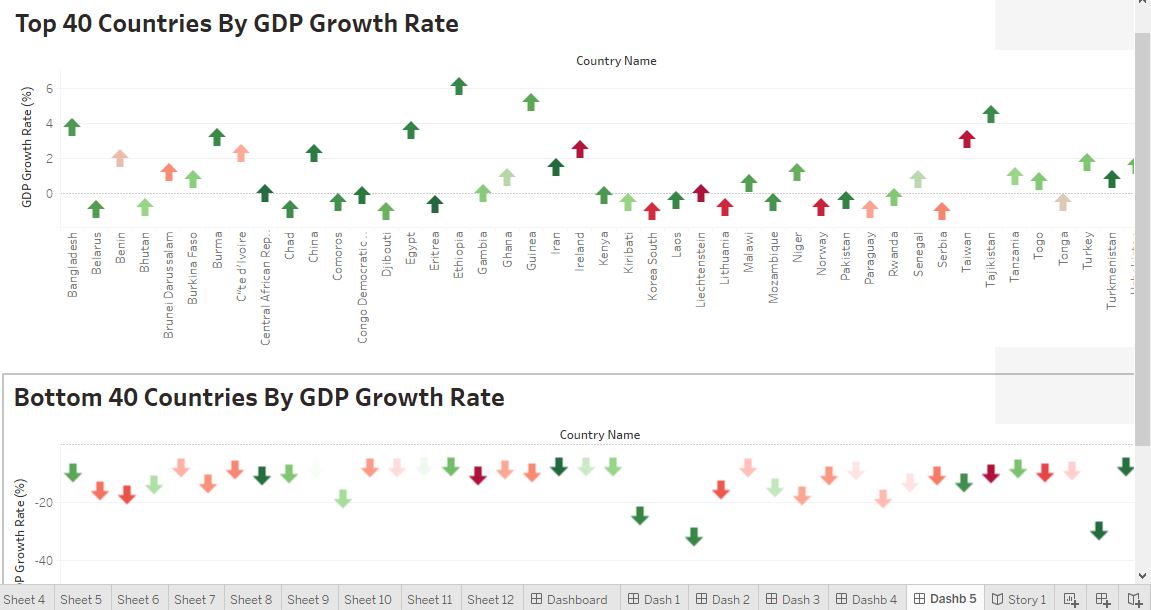 Top 40 Countries By GDP Growth Rate
Country Name
GDP Growth Rate (%)
6
4
2
0
Bangladesh
Belarus
Benin
Bhutan
Brunei Darussalam
Burkina Faso
Burma
C"te d'Ivoire
Central African Rep..
Chad
China
Comoros
Congo Democratic ..
Djibouti
Egypt
Eritrea
Ethiopia
Gambia
Ghana
Guinea
Iran
Ireland
Kenya
Kiribati
Korea South
Laos
Liechtenstein
Lithuania
Malawi
Mozambique
Niger
Norway
Pakistan
Paraguay
Rwanda
Senegal
Serbia
Taiwan
Tajikistan
Tanzania
Togo
Tonga
Turkey
Turkmenistan
Bottom 40 Countries By GDP Growth Rate
Country Name
P Growth Rate (%)
-20
-40
Sheet 4 Sheet 5 Sheet 6 Sheet 7 Sheet 8 Sheet 9 Sheet 10 Sheet 11 Sheet 12 Dashboard Dash 1 Dash 2 Dash 3 Dashb 4 Dashb 5 Story 1